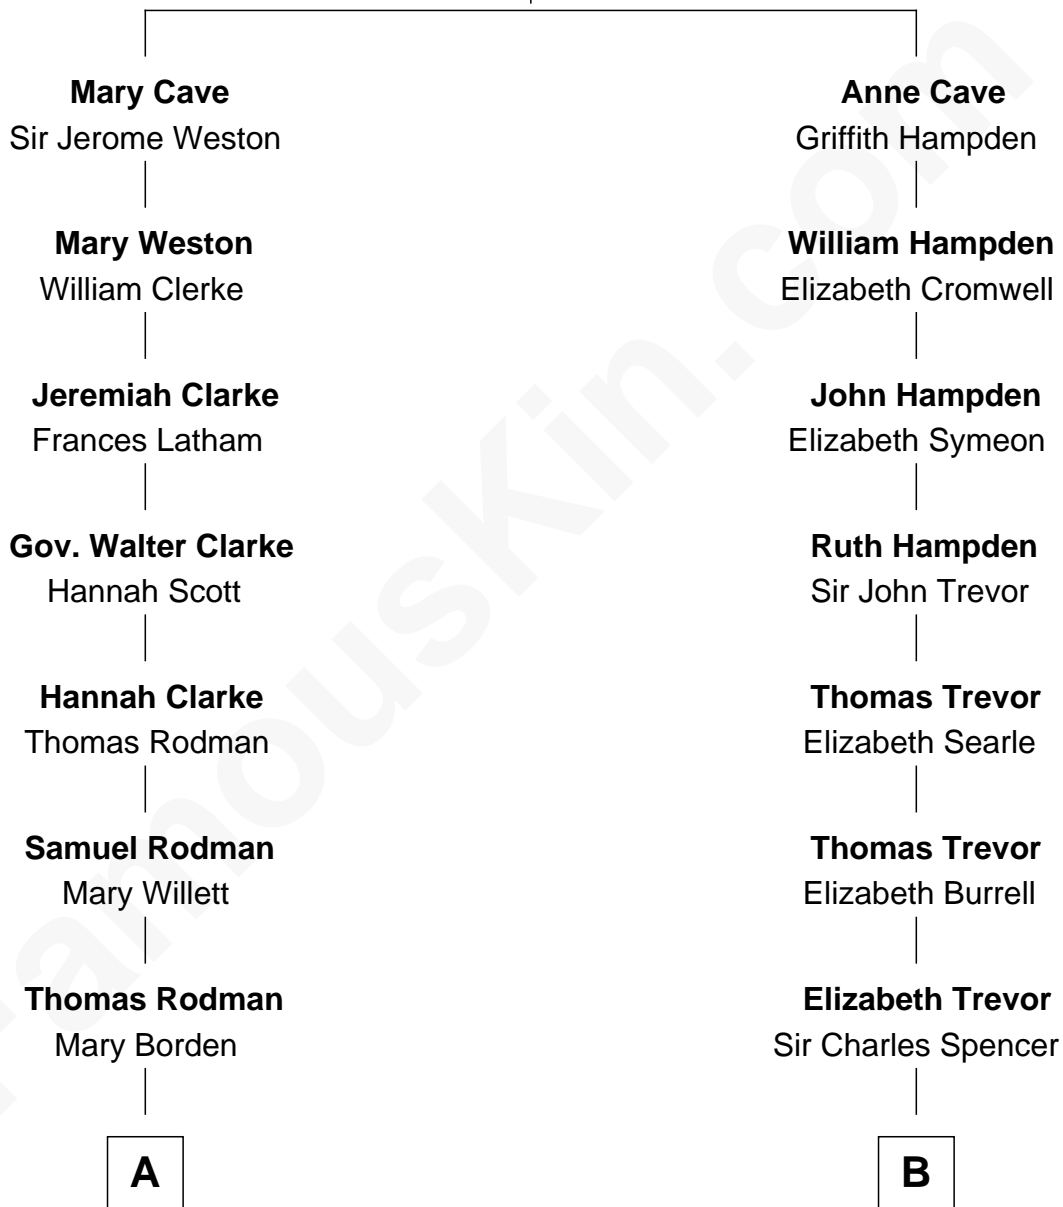 Mary Cave
Sir Jerome Weston
Mary Weston
William Clerke
Jeremiah Clarke
Frances Latham
Gov. Walter Clarke
Hannah Scott
Hannah Clarke
Thomas Rodman
Samuel Rodman
Mary Willett
Thomas Rodman
Mary Borden
A
Anne Cave
Griffith Hampden
William Hampden
Elizabeth Cromwell
John Hampden
Elizabeth Symeon
Ruth Hampden
Sir John Trevor
Thomas Trevor
Elizabeth Searle
Thomas Trevor
Elizabeth Burrell
Elizabeth Trevor
Sir Charles Spencer
B
FamousKin.com